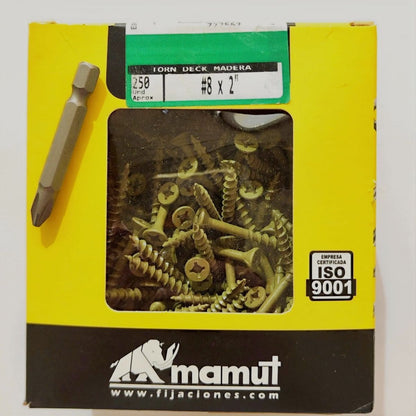 TORN DECK MADERA
250
Und
Aprox
#8 x 2"
EMPRESA
CERTIFICADA
ISO
9001
mamut
www.fijaciones.com